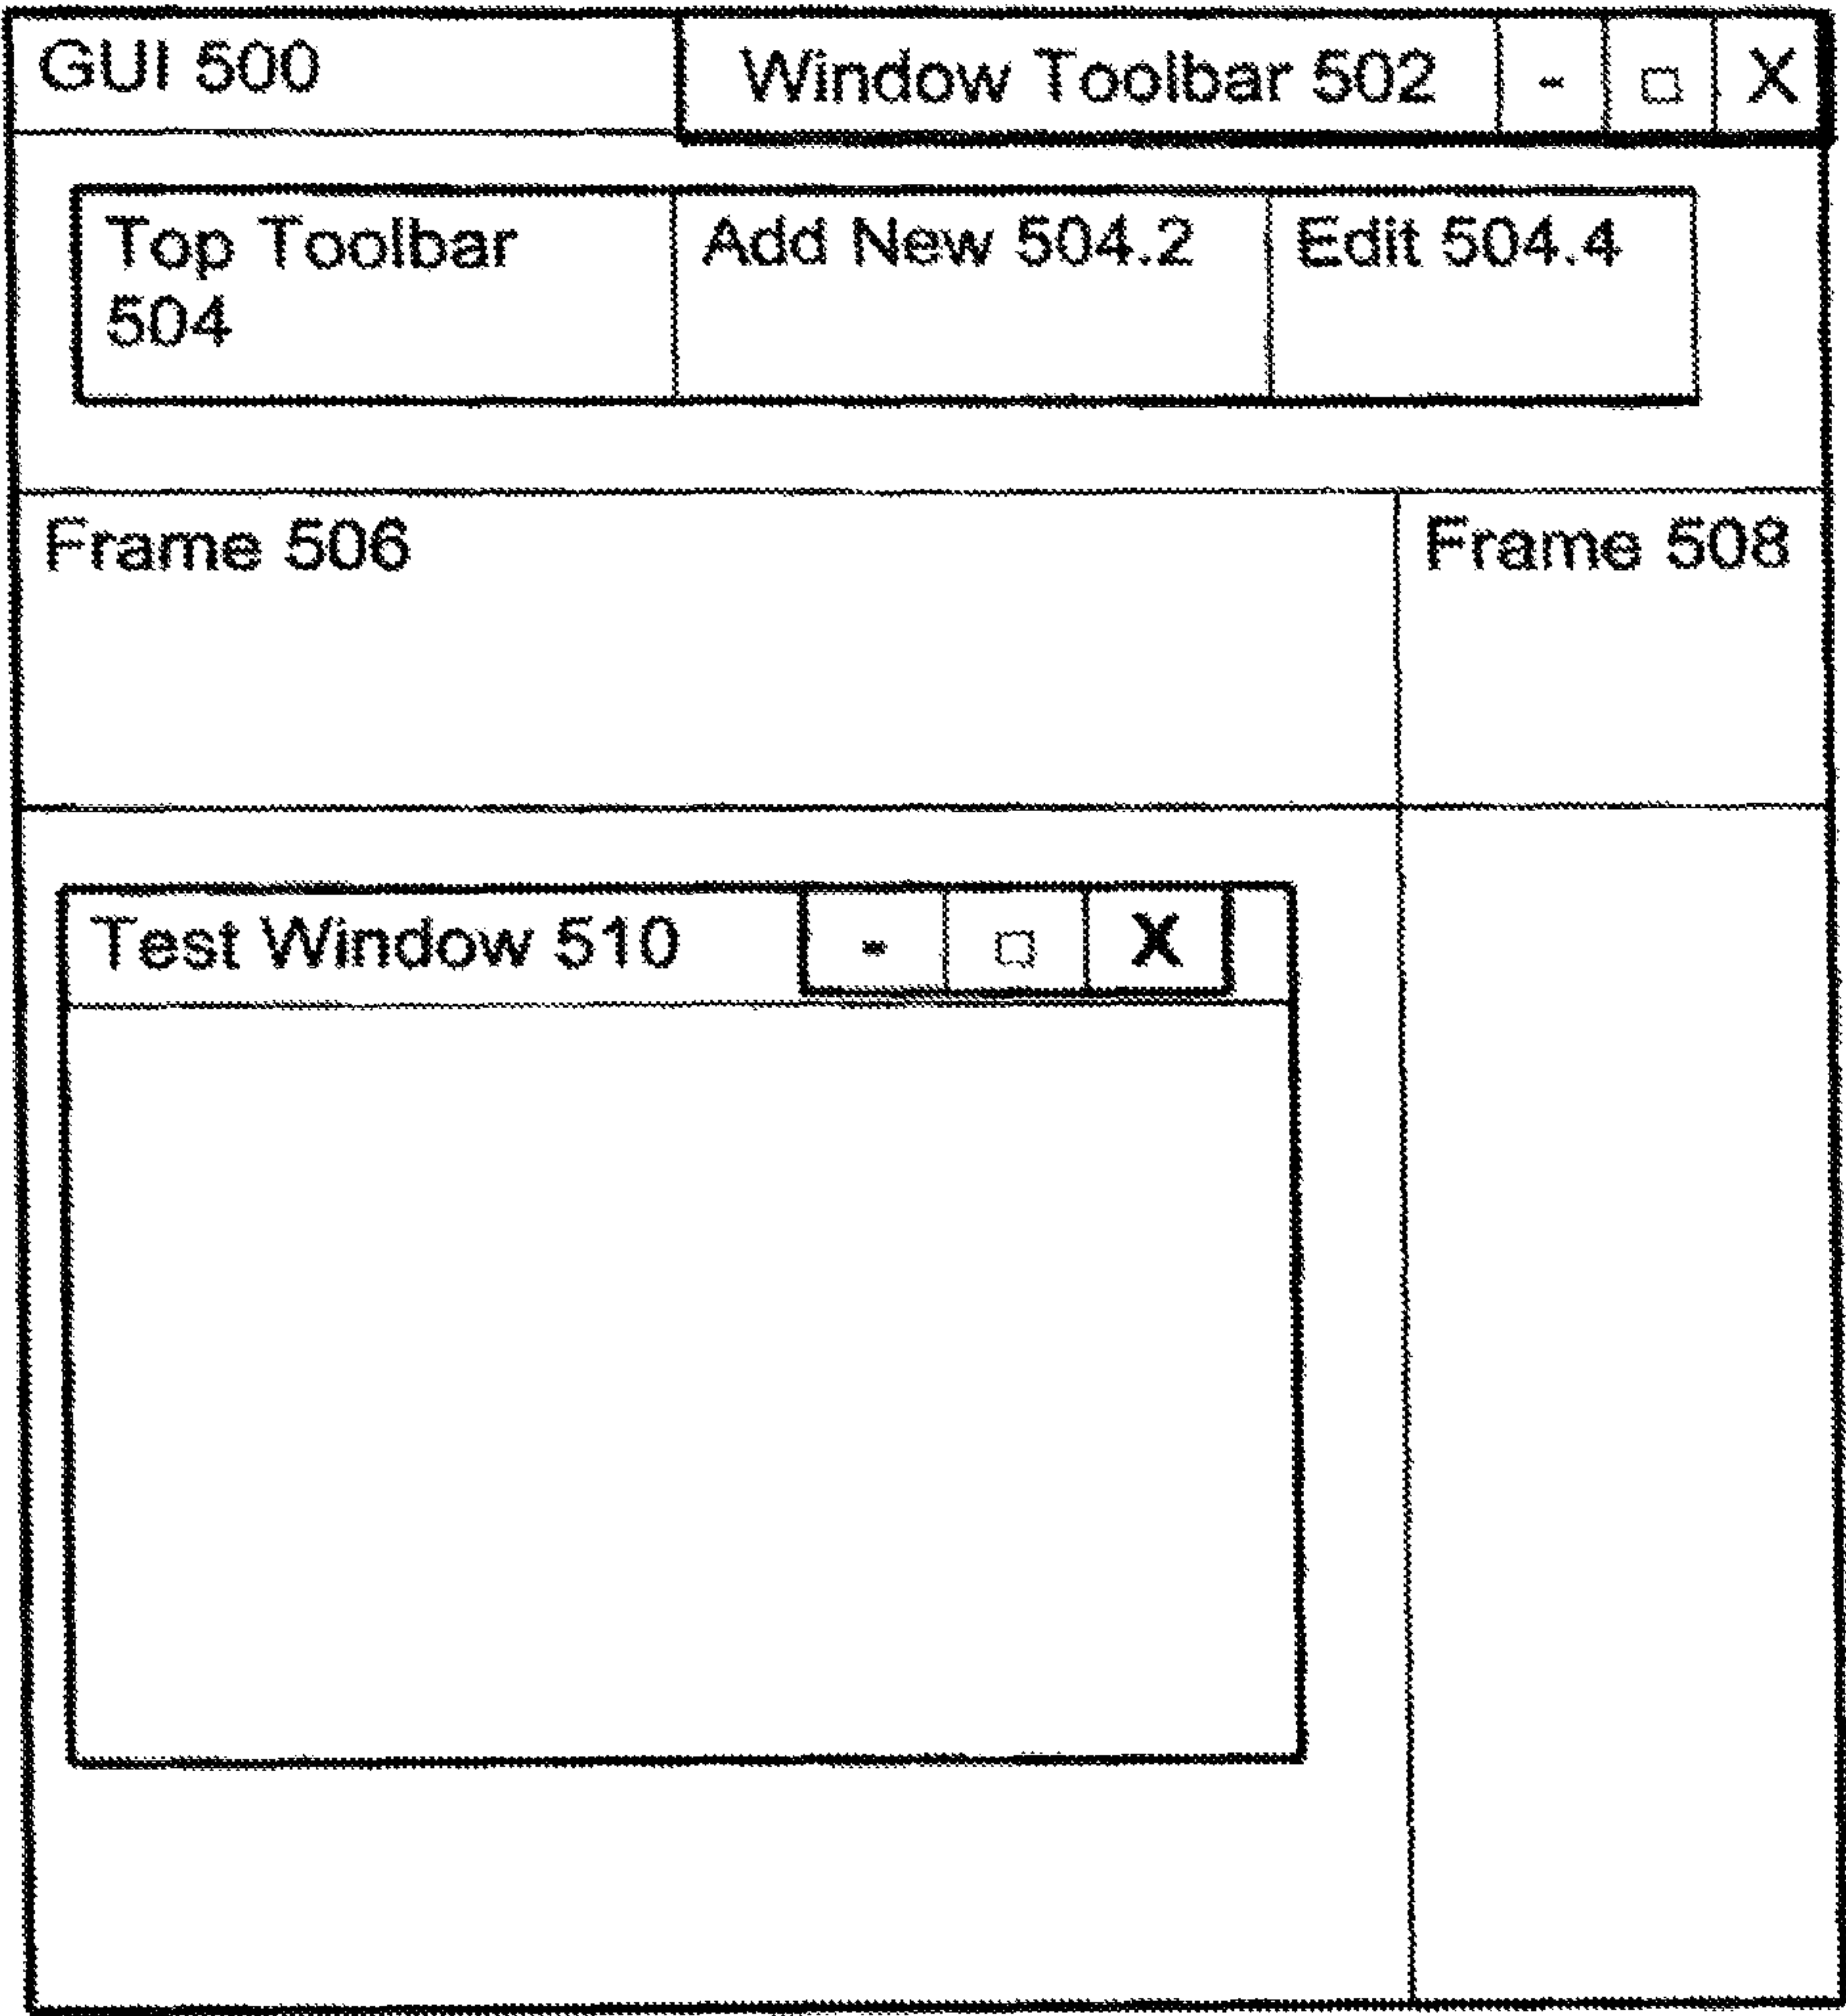 GUI 500
Window Toolbar 502 - □ X
Top Toolbar
504
Add New 504.2
Edit 504.4
Frame 506
Frame 508
Test Window 510 - □ X